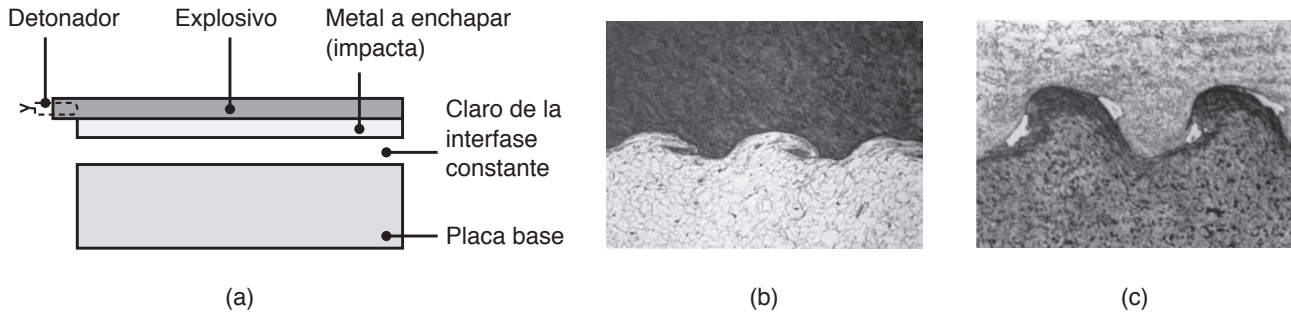 Detonador
Explosivo
Metal a enchapar
(impacta)
Claro de la
interfase
constante
Placa base
(a)
(b)
(c)